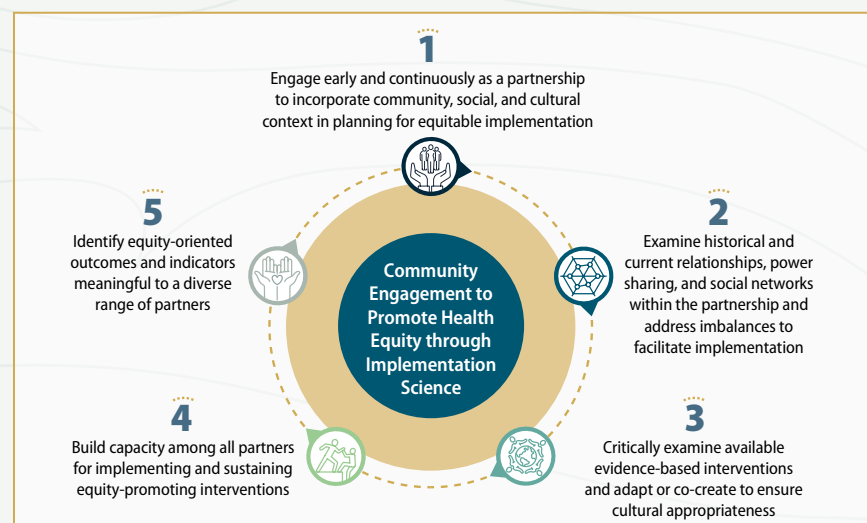 1
Engage early and continuously as a partnership
to incorporate community, social, and cultural
context in planning for equitable implementation
2
Examine historical and
current relationships, power
sharing, and social networks
within the partnership and
address imbalances to
facilitate implementation
3
Critically examine available
evidence-based interventions
and adapt or co-create to ensure
cultural appropriateness
4
Build capacity among all partners
for implementing and sustaining
equity-promoting interventions
5
Identify equity-oriented
outcomes and indicators
meaningful to a diverse
range of partners
Community
Engagement to
Promote Health
Equity through
Implementation
Science